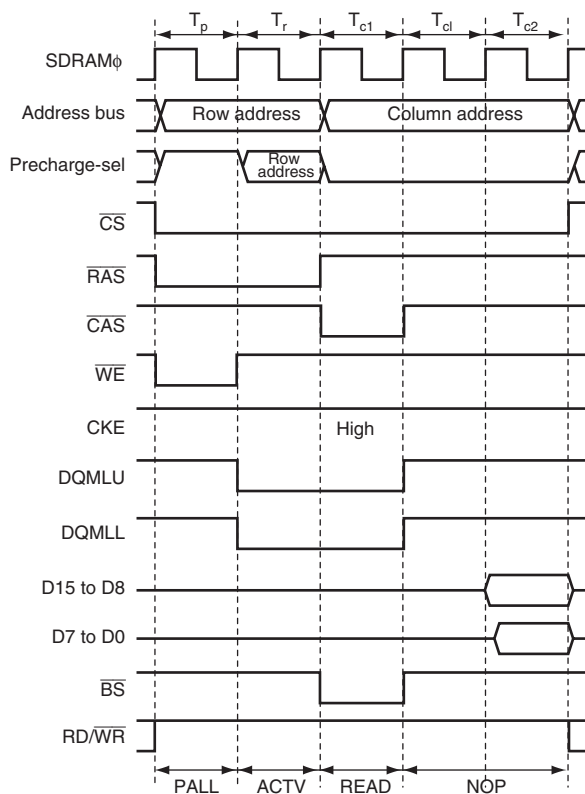 Tp Tr Tc1 Tcl Tc2
SDRAMϕ
Address bus Row address Column address
Precharge-sel Row address
CS
RAS
CAS
WE
CKE High
DQMLU
DQMLL
D15 to D8
D7 to D0
BS
RD/WR
PALL ACTV READ NOP